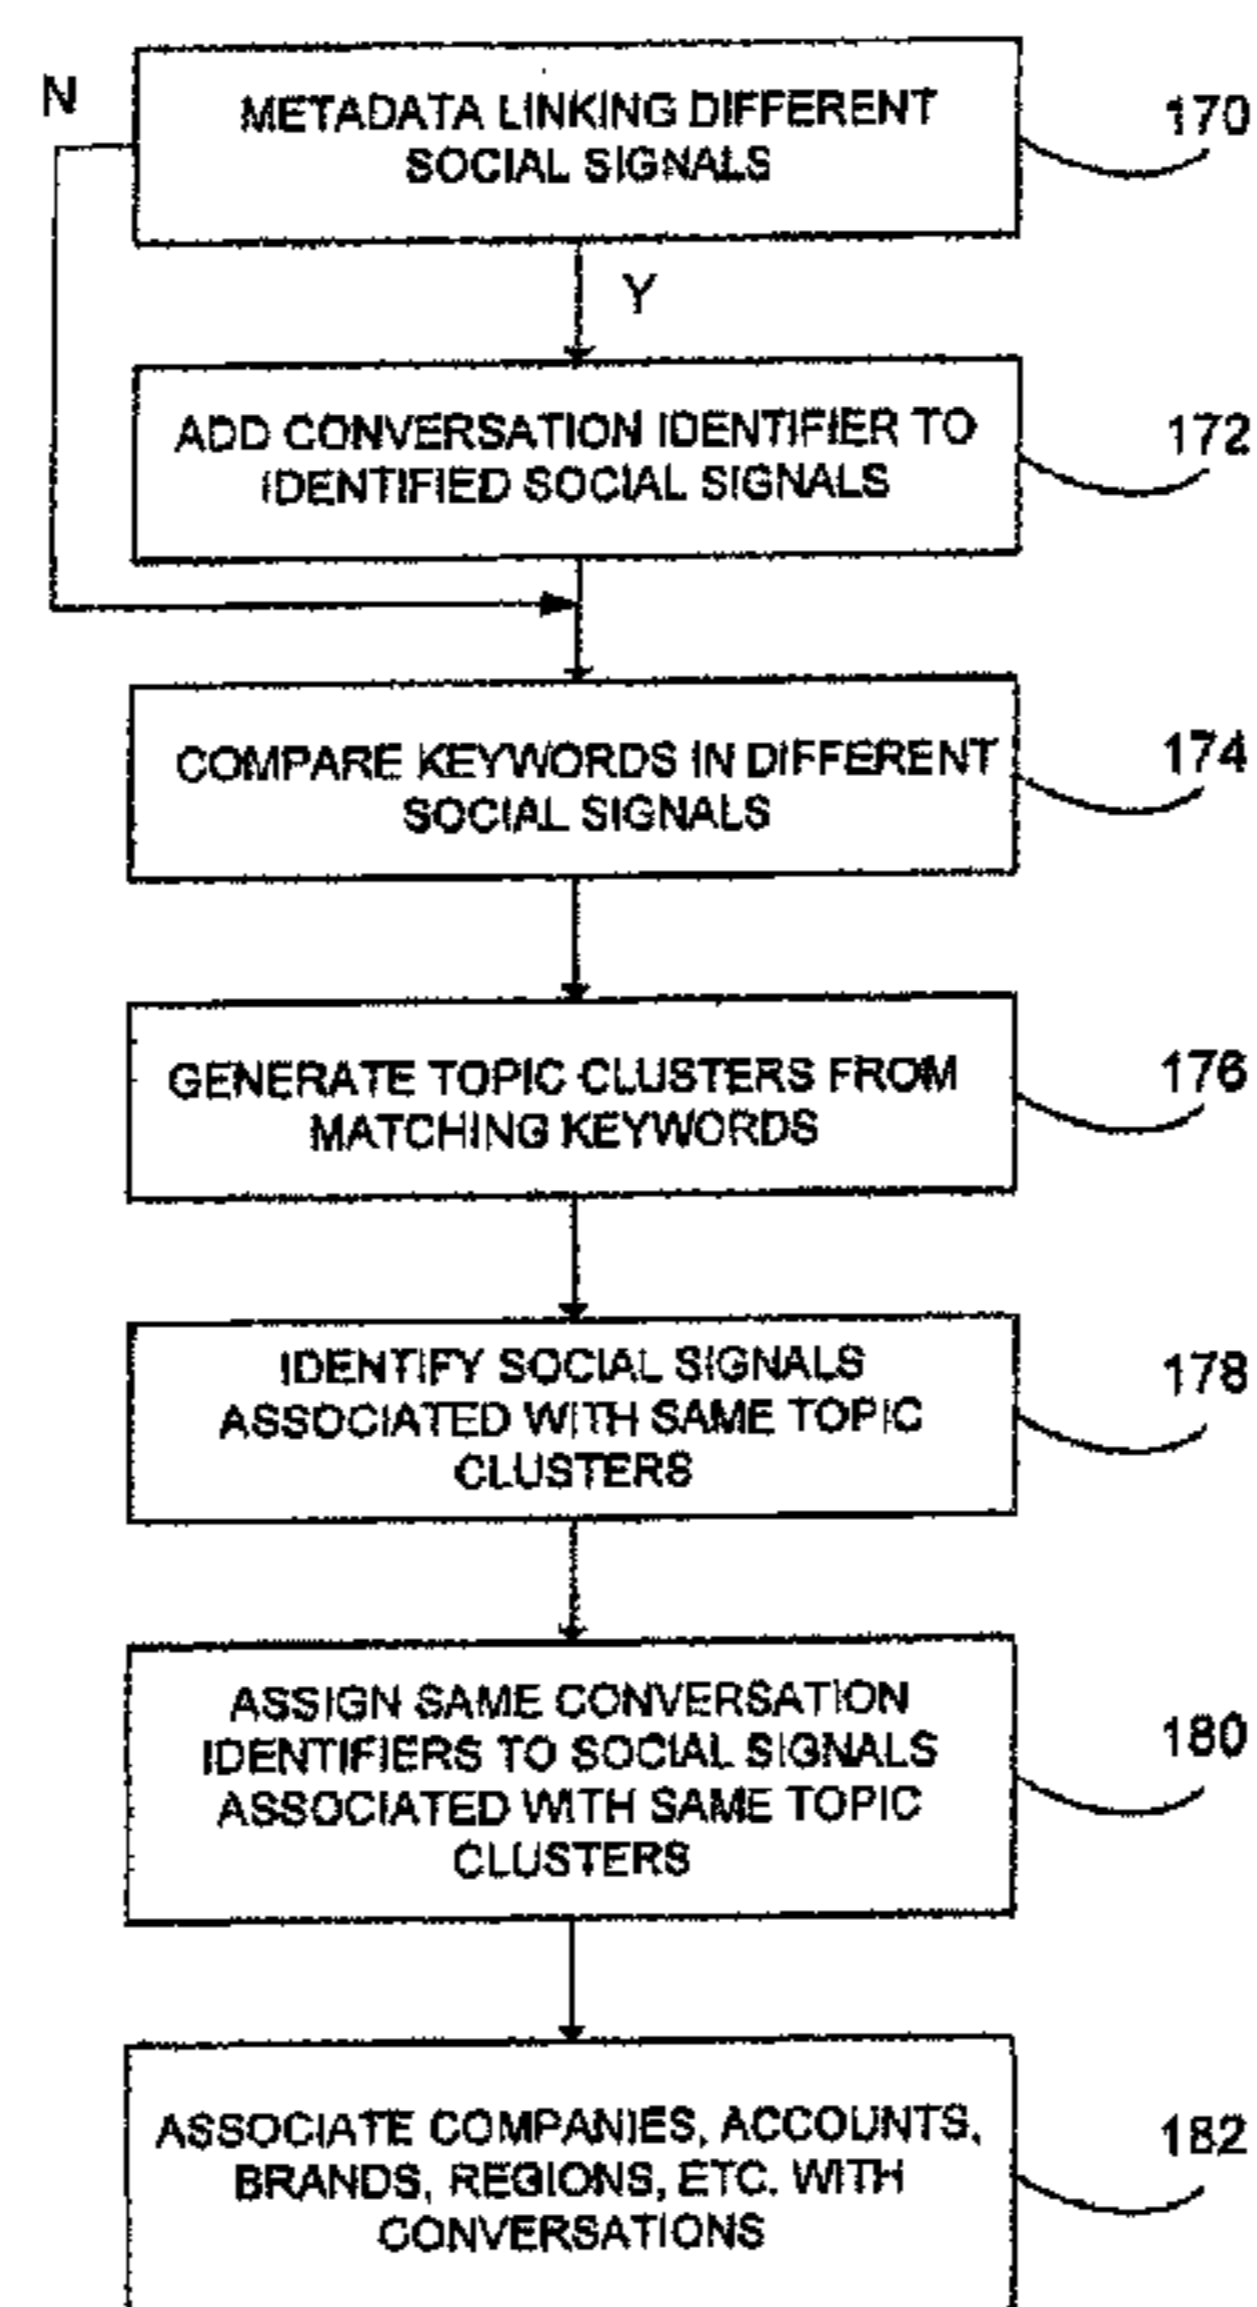 N
METADATA LINKING DIFFERENT
SOCIAL SIGNALS
170
Y
ADD CONVERSATION IDENTIFIER TO
IDENTIFIED SOCIAL SIGNALS
172
COMPARE KEYWORDS IN DIFFERENT
SOCIAL SIGNALS
174
GENERATE TOPIC CLUSTERS FROM
MATCHING KEYWORDS
176
IDENTIFY SOCIAL SIGNALS
ASSOCIATED WITH SAME TOPIC
CLUSTERS
178
ASSIGN SAME CONVERSATION
IDENTIFIERS TO SOCIAL SIGNALS
ASSOCIATED WITH SAME TOPIC
CLUSTERS
180
ASSOCIATE COMPANIES, ACCOUNTS,
BRANDS, REGIONS, ETC. WITH
CONVERSATIONS
182